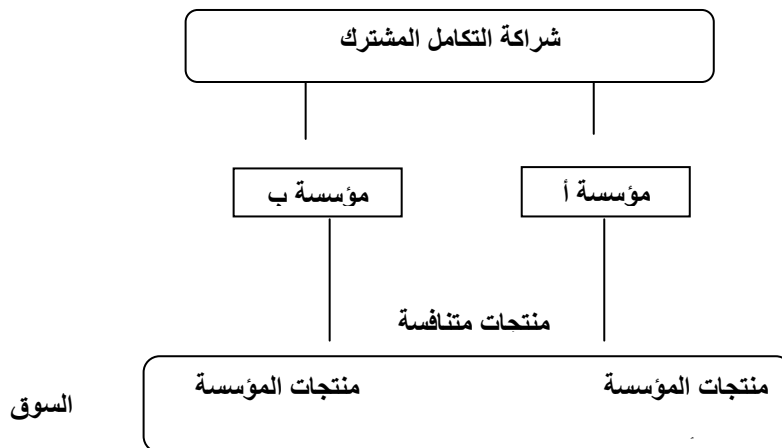 شراكة التكامل المشترك
مؤسسة أ
مؤسسة ب
منتجات متنافسة
منتجات المؤسسة
منتجات المؤسسة
السوق